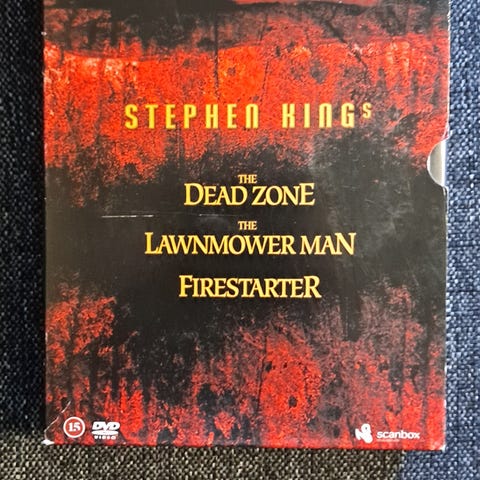 STEPHEN KINGS
THE
DEAD ZONE
THE
LAWNMOWER MAN
FIRESTARTER
15
DVD
VIDEO
scanbox